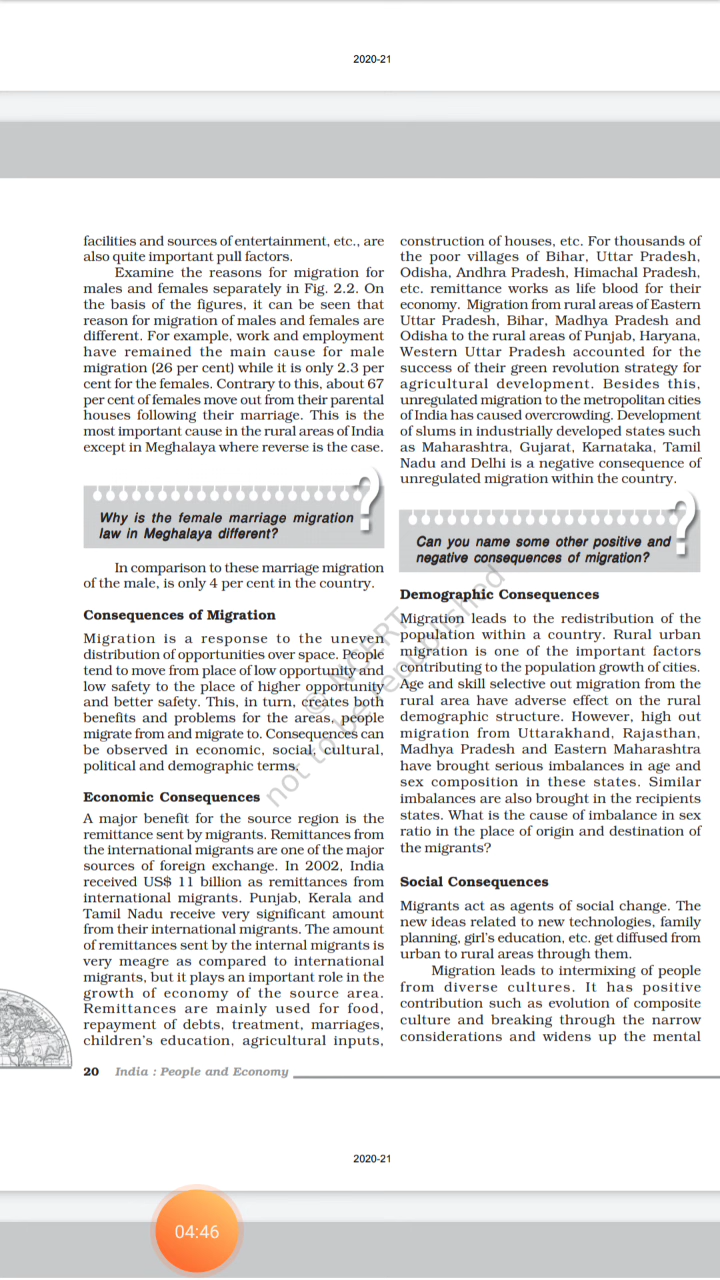 2020-21
facilities and sources of entertainment, etc., are
also quite important pull factors.
Examine the reasons for migration for
males and females separately in Fig. 2.2. On
the basis of the figures, it can be seen that
reason for migration of males and females are
different. For example, work and employment
have remained the main cause for male
migration (26 per cent) while it is only 2.3 per
cent for the females. Contrary to this, about 67
per cent of females move out from their parental
houses following their marriage. This is the
most important cause in the rural areas of India
except in Meghalaya where reverse is the case.
Why is the female marriage migration
law in Meghalaya different?
?
In comparison to these marriage migration
of the male, is only 4 per cent in the country.
Consequences of Migration
Migration is a response to the uneven
distribution of opportunities over space. People
tend to move from place of low opportunity and
low safety to the place of higher opportunity
and better safety. This, in turn, creates both
benefits and problems for the areas, people
migrate from and migrate to. Consequences can
be observed in economic, social, cultural,
political and demographic terms.
Economic Consequences
A major benefit for the source region is the
remittance sent by migrants. Remittances from
the international migrants are one of the major
sources of foreign exchange. In 2002, India
received US$ 11 billion as remittances from
international migrants. Punjab, Kerala and
Tamil Nadu receive very significant amount
from their international migrants. The amount
of remittances sent by the internal migrants is
very meagre as compared to international
migrants, but it plays an important role in the
growth of economy of the source area.
Remittances are mainly used for food,
repayment of debts, treatment, marriages,
children's education, agricultural inputs,
construction of houses, etc. For thousands of
the poor villages of Bihar, Uttar Pradesh,
Odisha, Andhra Pradesh, Himachal Pradesh,
etc. remittance works as life blood for their
economy. Migration from rural areas of Eastern
Uttar Pradesh, Bihar, Madhya Pradesh and
Odisha to the rural areas of Punjab, Haryana,
Western Uttar Pradesh accounted for the
success of their green revolution strategy for
agricultural development. Besides this,
unregulated migration to the metropolitan cities
of India has caused overcrowding. Development
of slums in industrially developed states such
as Maharashtra, Gujarat, Karnataka, Tamil
Nadu and Delhi is a negative consequence of
unregulated migration within the country.
Can you name some other positive and
negative consequences of migration?
?
Demographic Consequences
Migration leads to the redistribution of the
population within a country. Rural urban
migration is one of the important factors
contributing to the population growth of cities.
Age and skill selective out migration from the
rural area have adverse effect on the rural
demographic structure. However, high out
migration from Uttarakhand, Rajasthan,
Madhya Pradesh and Eastern Maharashtra
have brought serious imbalances in age and
sex composition in these states. Similar
imbalances are also brought in the recipients
states. What is the cause of imbalance in sex
ratio in the place of origin and destination of
the migrants?
Social Consequences
Migrants act as agents of social change. The
new ideas related to new technologies, family
planning, girl's education, etc. get diffused from
urban to rural areas through them.
Migration leads to intermixing of people
from diverse cultures. It has positive
contribution such as evolution of composite
culture and breaking through the narrow
considerations and widens up the mental
© NCERT
not to be republished
20 India : People and Economy
2020-21
04:46